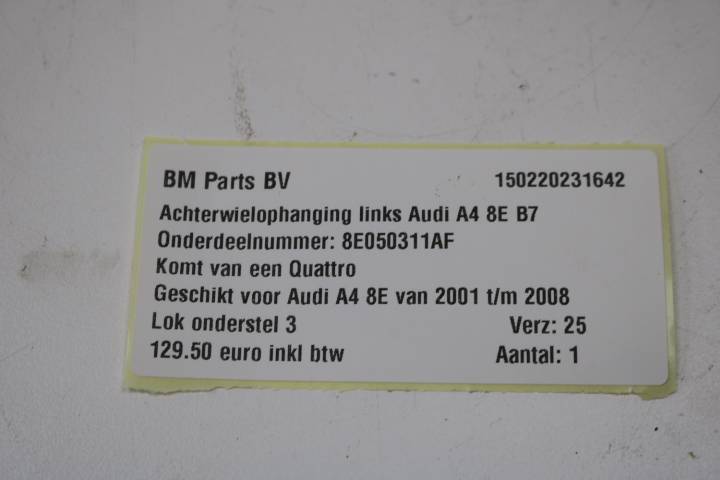 BM Parts BV 150220231642
Achterwielophanging links Audi A4 8E B7
Onderdeelnummer: 8E050311AF
Komt van een Quattro
Geschikt voor Audi A4 8E van 2001 t/m 2008
Lok onderstel 3 Verz: 25
129.50 euro inkl btw Aantal: 1